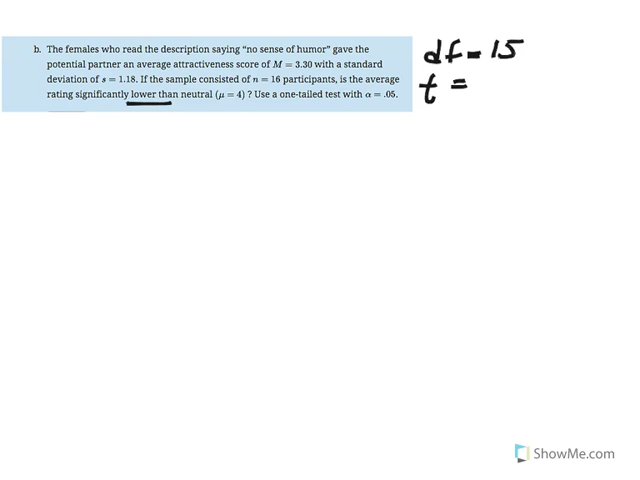 b. The females who read the description saying “no sense of humor” gave the
potential partner an average attractiveness score of M = 3.30 with a standard
deviation of s = 1.18. If the sample consisted of n = 16 participants, is the average
rating significantly lower than neutral (μ = 4) ? Use a one-tailed test with α = .05.
df = 15
t =
ShowMe.com